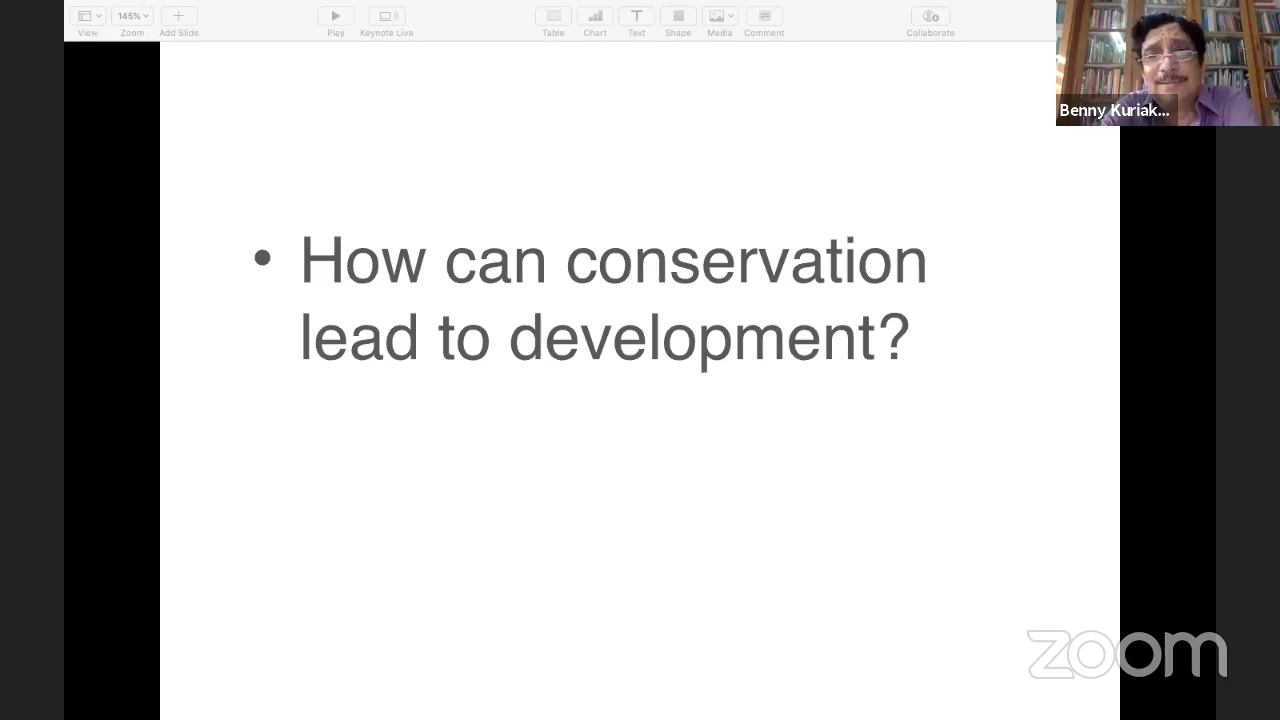 145%
View
Zoom
Add Slide
Play
Keynote Live
Table
Chart
Text
Shape
Media
Comment
Collaborate
Benny Kuriak...
• How can conservation
lead to development?
zoom